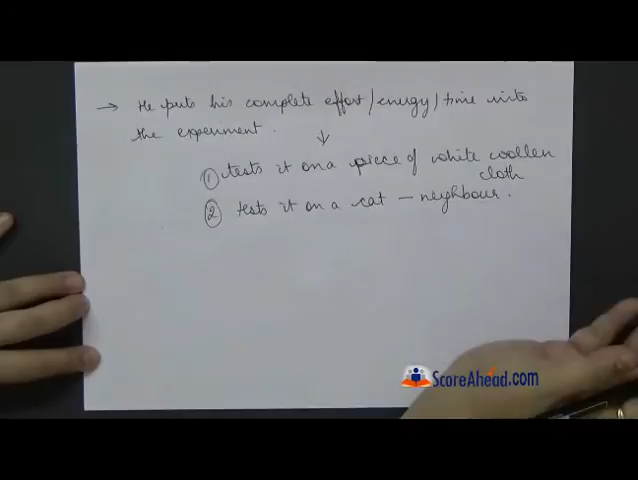 → He puts his complete effort/energy/time into
the experiment.
↓
① tests it on a piece of white woollen
cloth
② tests it on a cat – neighbour.
ScoreAhead.com